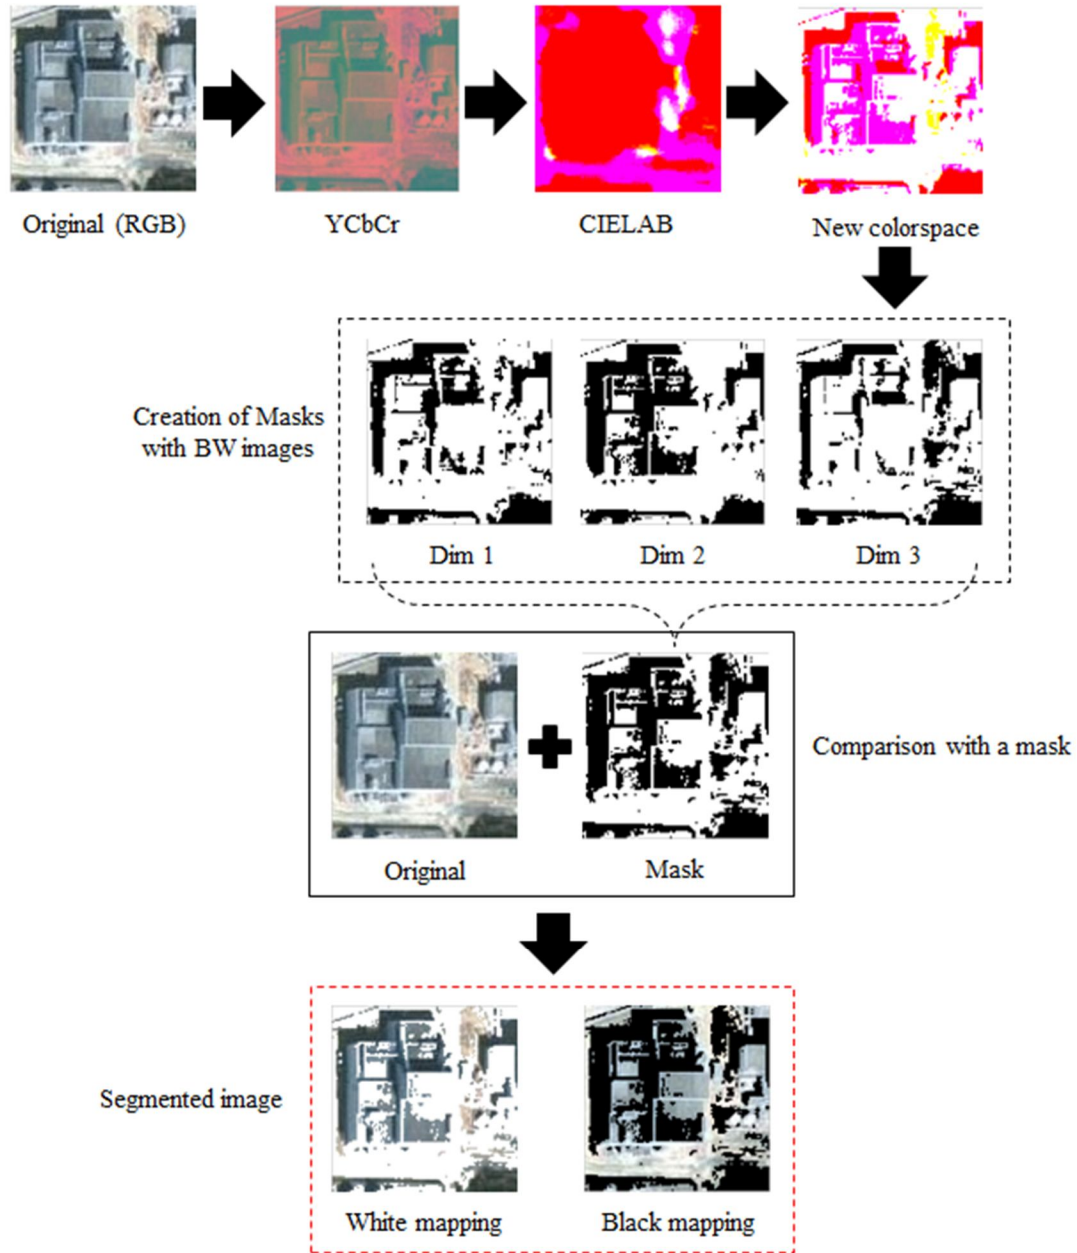 Original (RGB)
YCbCr
CIELAB
New colorspace
Creation of Masks
with BW images
Dim 1
Dim 2
Dim 3
Comparison with a mask
Original
Mask
Segmented image
White mapping
Black mapping